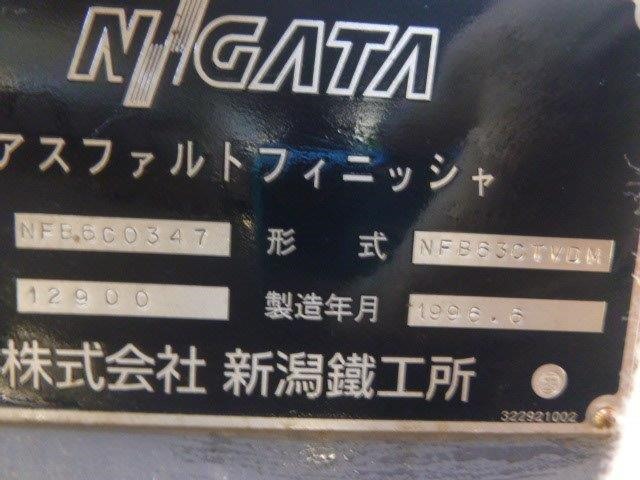 NIIGATA
アスファルトフィニッシャ
NFB6C0347 形式 NFB63CTVDM
12900 製造年月 1996.6
株式会社 新潟鐵工所
322921002